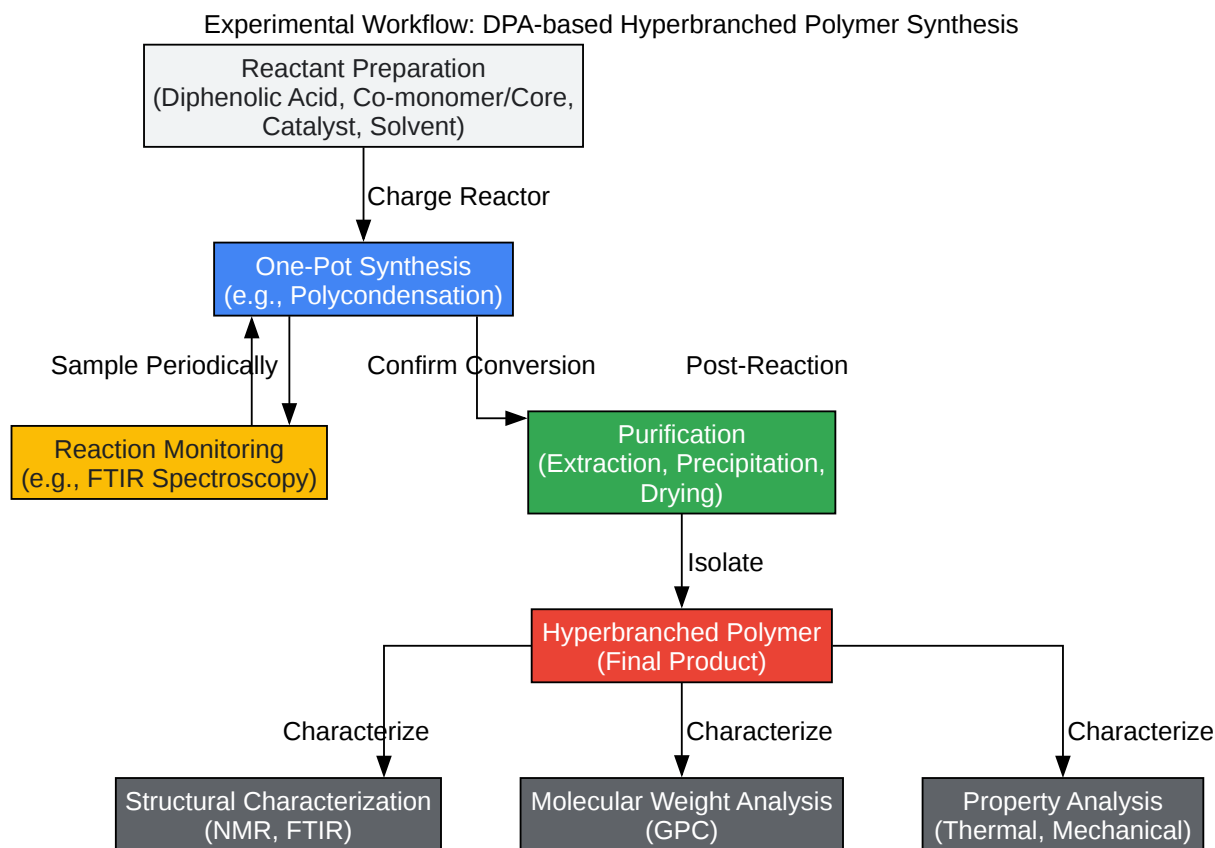 Experimental Workflow: DPA-based Hyperbranched Polymer Synthesis
Reactant Preparation
(Diphenolic Acid, Co-monomer/Core,
Catalyst, Solvent)
Charge Reactor
One-Pot Synthesis
(e.g., Polycondensation)
Sample Periodically
Confirm Conversion
Post-Reaction
Reaction Monitoring
(e.g., FTIR Spectroscopy)
Purification
(Extraction, Precipitation,
Drying)
Isolate
Hyperbranched Polymer
(Final Product)
Characterize
Characterize
Characterize
Structural Characterization
(NMR, FTIR)
Molecular Weight Analysis
(GPC)
Property Analysis
(Thermal, Mechanical)